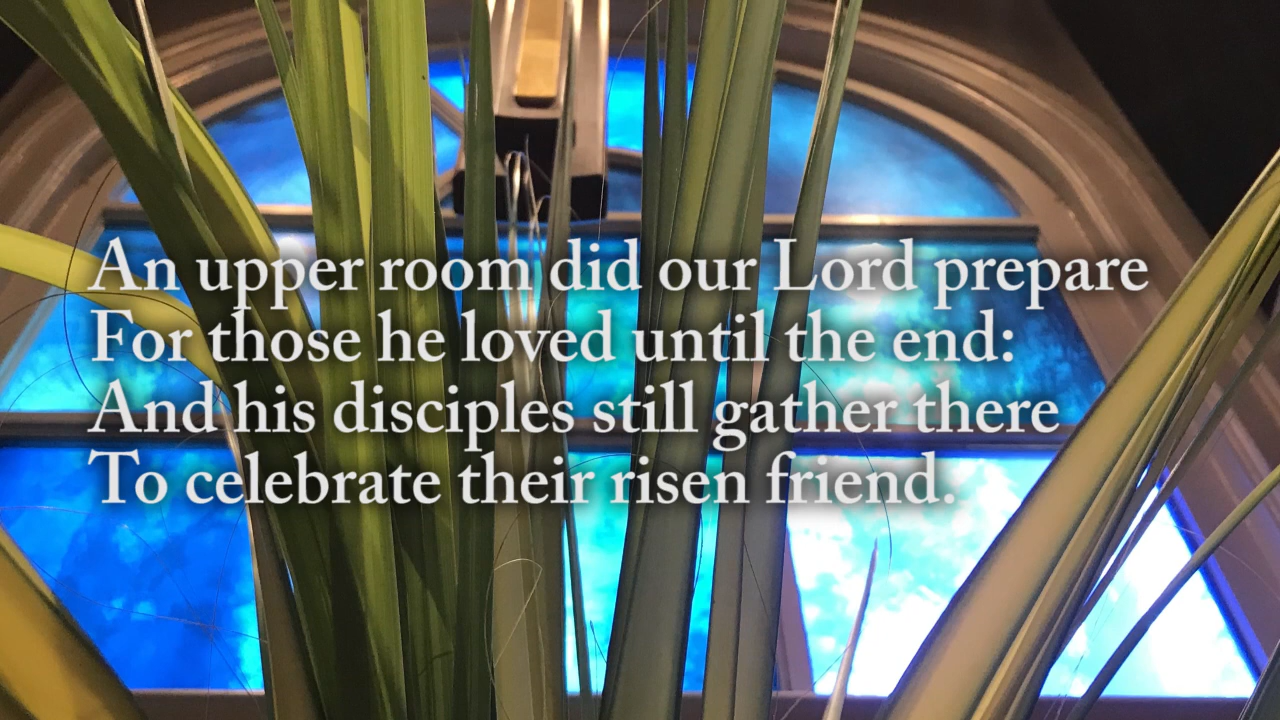 An upper room did our Lord prepare
For those he loved until the end:
And his disciples still gather there
To celebrate their risen friend.